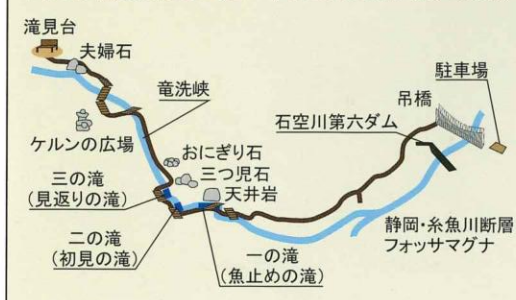 滝見台
夫婦石
竜洗峡
ケルンの広場
おにぎり石
三つ児石
天井岩
三の滝
(見返りの滝)
二の滝
(初見の滝)
一の滝
(魚止めの滝)
石空川第六ダム
吊橋
駐車場
静岡・糸魚川断層
フォッサマグナ